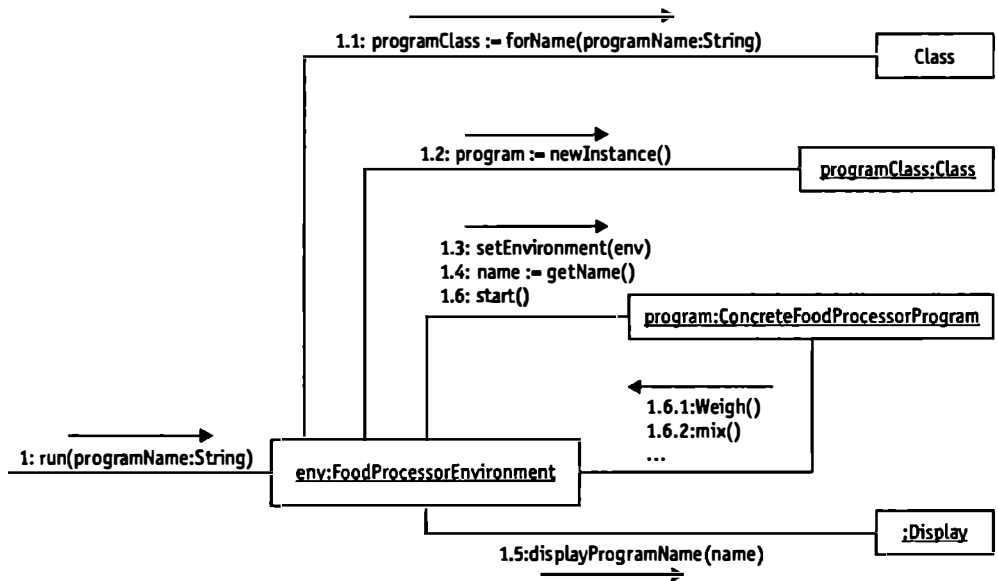 1.1: programClass := forName(programName:String)
Class
1.2: program := newInstance()
programClass:Class
1.3: setEnvironment(env)
1.4: name := getName()
1.6: start()
program:ConcreteFoodProcessorProgram
1.6.1:Weigh()
1.6.2:mix()
...
1: run(programName:String)
env:FoodProcessorEnvironment
:Display
1.5:displayProgramName(name)